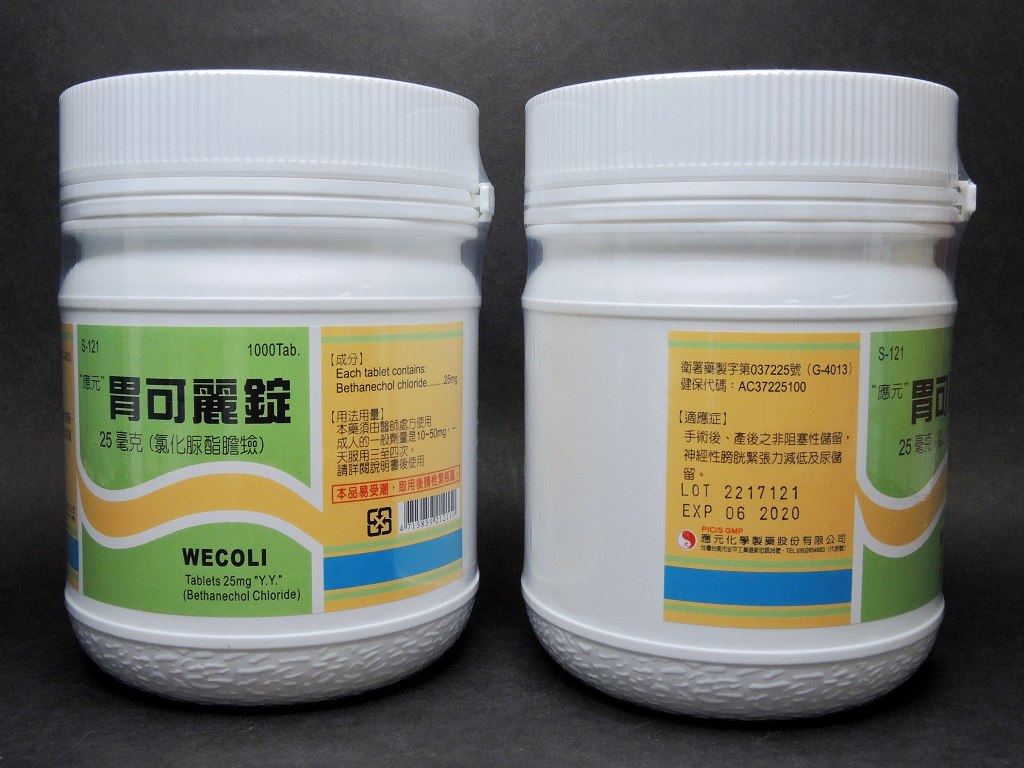 S-121
1000Tab.
“應元”
胃可麗錠
25毫克(氯化脲酯膽鹼)
WECOLI
Tablets 25mg "Y.Y."
(Bethanechol Chloride)
【成分】
Each tablet contains:
Bethanechol chloride.........25mg
【用法用量】
本藥須由醫師處方使用
成人的一般劑量是10~50mg,一
天服用三至四次。
請詳閱說明書後使用
本品易受潮,取用後請栓緊瓶蓋。
衛署藥製字第037225號(G-4013)
健保代碼:AC37225100
【適應症】
手術後、產後之非阻塞性儲留,
神經性膀胱緊張力減低及尿儲
留。
LOT 2217121
EXP 06 2020
PIC/S GMP
應元化學製藥股份有限公司
S-121
“應元”
胃可
25毫克